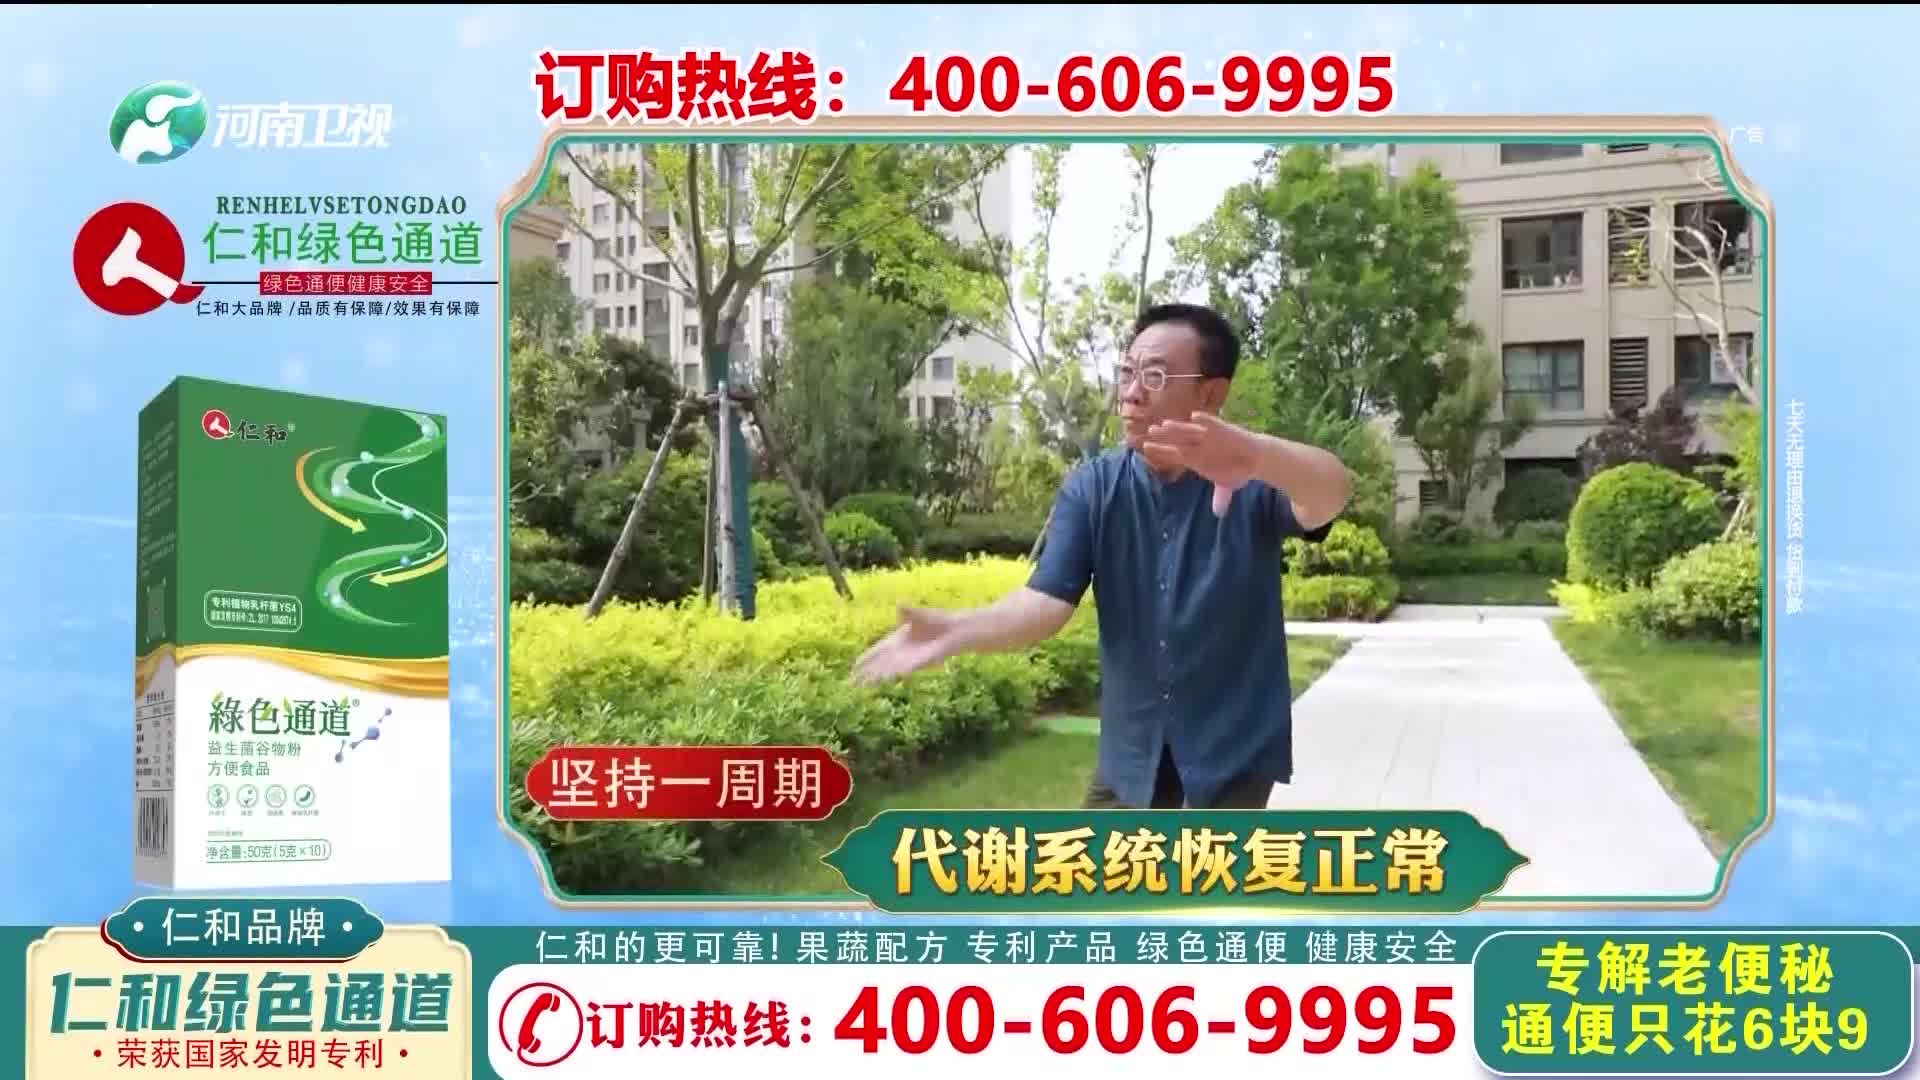 订购热线：400-606-9995
河南卫视
广告
RENHELVSETONGDAO
仁和绿色通道
绿色通便健康安全
仁和大品牌/品质有保障/效果有保障
仁和®
专利植物乳杆菌YS4
綠色通道®
益生菌谷物粉
方便食品
净含量:50克(5克×10)
七天无理由退换货 货到付款
坚持一周期
代谢系统恢复正常
·仁和品牌·
仁和绿色通道
·荣获国家发明专利·
仁和的更可靠!果蔬配方 专利产品 绿色通便 健康安全
订购热线：400-606-9995
专解老便秘
通便只花6块9